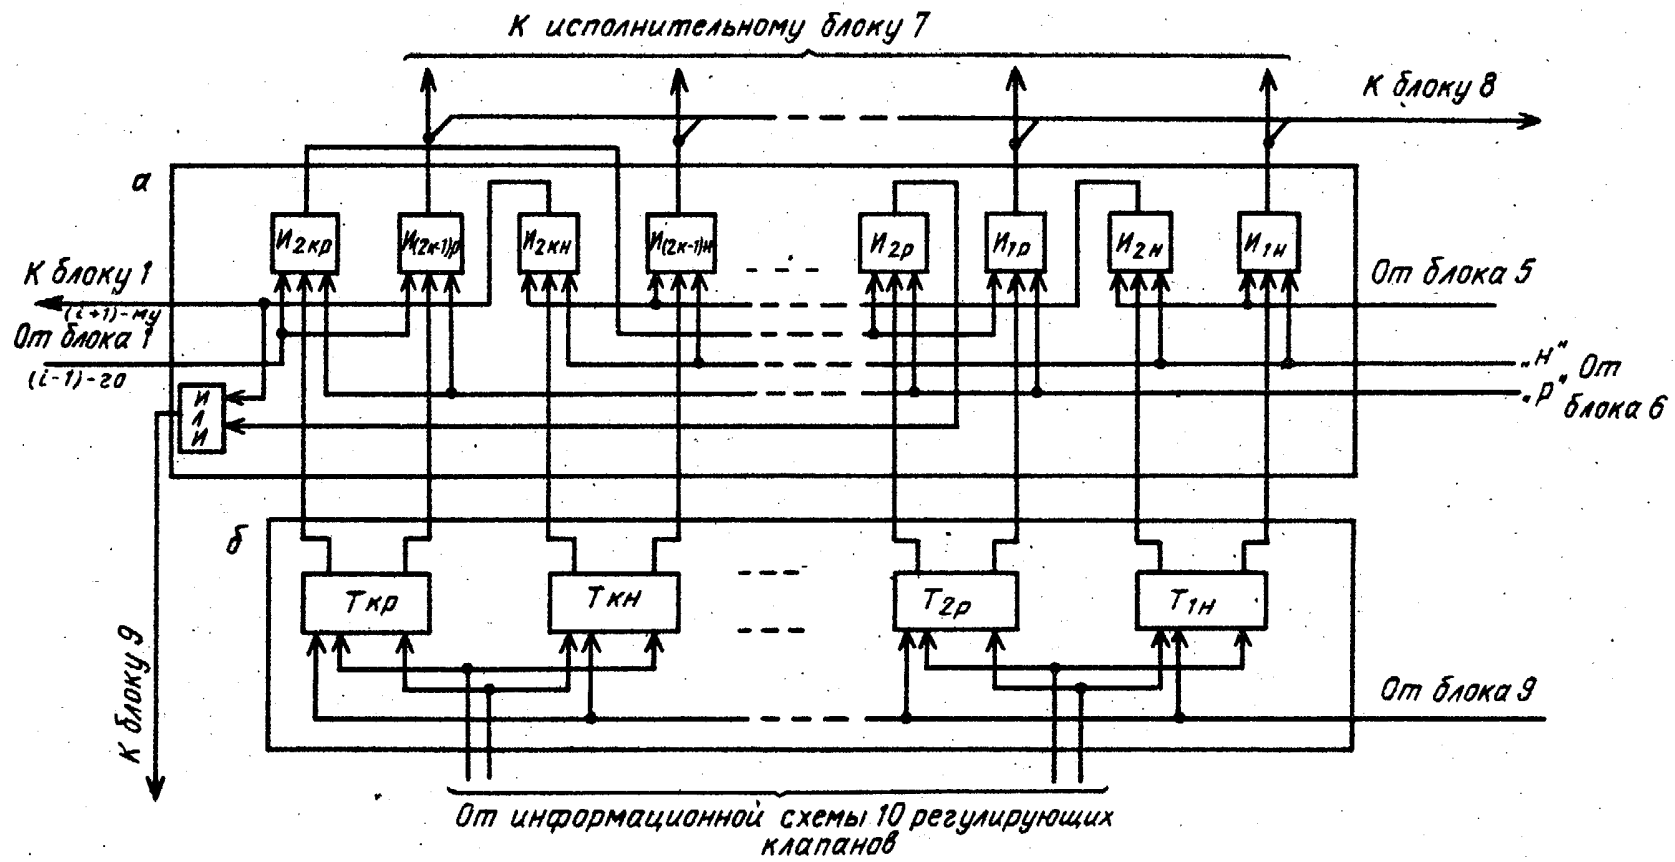 К исполнительному блоку 7
К блоку 8
а
И2кр
И(2к-1)р
И2кн
И(2к-1)н
И2р
И1р
И2н
И1н
К блоку 1
(i+1)-му
От блока 1
(i-1)-го
От блока 5
„н" От
„р" блока 6
ИЛИ
б
Ткр
Ткн
Т2р
Т1н
К блоку 9
От блока 9
От информационной схемы 10 регулирующих
клапанов